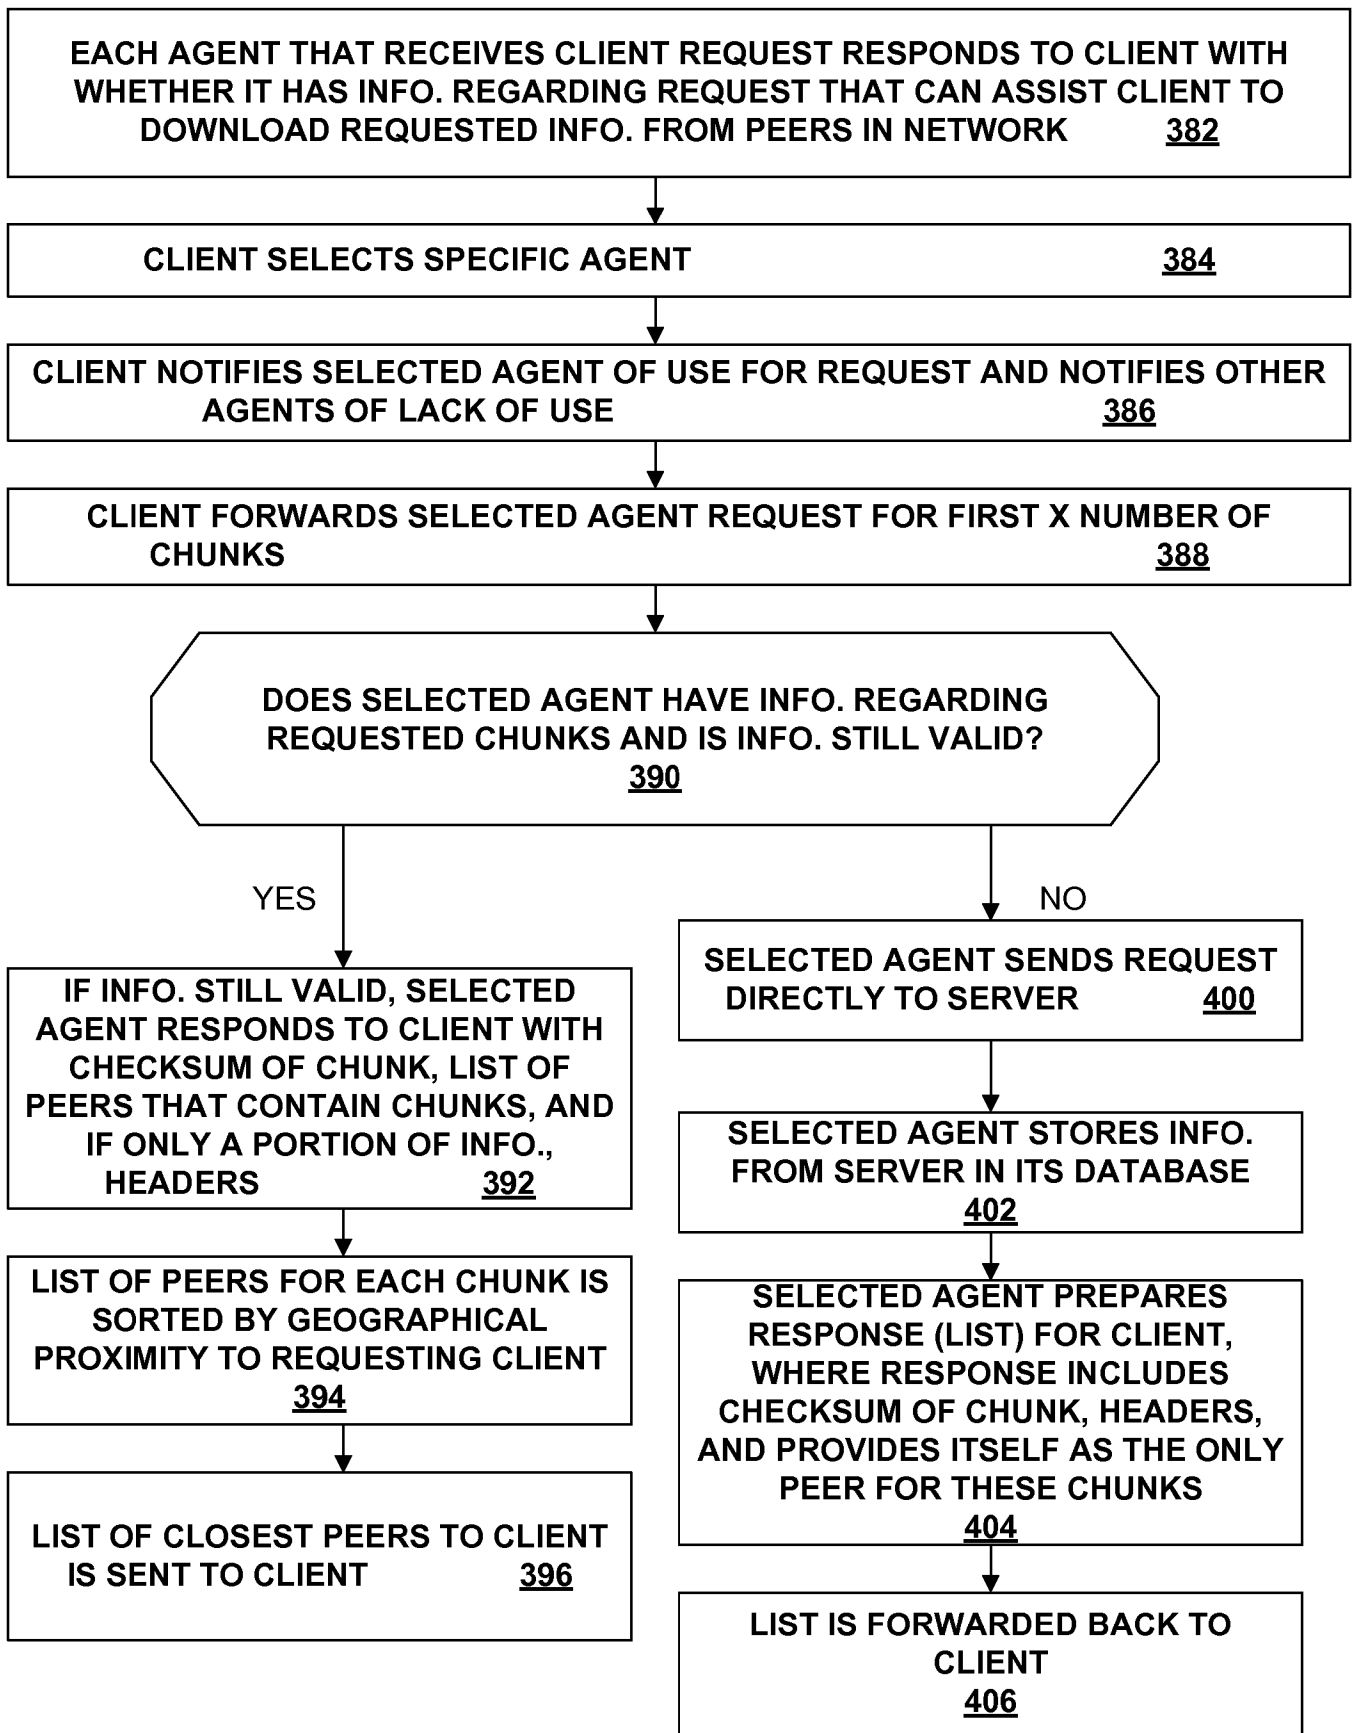 EACH AGENT THAT RECEIVES CLIENT REQUEST RESPONDS TO CLIENT WITH
WHETHER IT HAS INFO. REGARDING REQUEST THAT CAN ASSIST CLIENT TO
DOWNLOAD REQUESTED INFO. FROM PEERS IN NETWORK 382
CLIENT SELECTS SPECIFIC AGENT 384
CLIENT NOTIFIES SELECTED AGENT OF USE FOR REQUEST AND NOTIFIES OTHER
AGENTS OF LACK OF USE 386
CLIENT FORWARDS SELECTED AGENT REQUEST FOR FIRST X NUMBER OF
CHUNKS 388
DOES SELECTED AGENT HAVE INFO. REGARDING
REQUESTED CHUNKS AND IS INFO. STILL VALID?
390
YES
IF INFO. STILL VALID, SELECTED
AGENT RESPONDS TO CLIENT WITH
CHECKSUM OF CHUNK, LIST OF
PEERS THAT CONTAIN CHUNKS, AND
IF ONLY A PORTION OF INFO.,
HEADERS 392
LIST OF PEERS FOR EACH CHUNK IS
SORTED BY GEOGRAPHICAL
PROXIMITY TO REQUESTING CLIENT
394
LIST OF CLOSEST PEERS TO CLIENT
IS SENT TO CLIENT 396
NO
SELECTED AGENT SENDS REQUEST
DIRECTLY TO SERVER 400
SELECTED AGENT STORES INFO.
FROM SERVER IN ITS DATABASE
402
SELECTED AGENT PREPARES
RESPONSE (LIST) FOR CLIENT,
WHERE RESPONSE INCLUDES
CHECKSUM OF CHUNK, HEADERS,
AND PROVIDES ITSELF AS THE ONLY
PEER FOR THESE CHUNKS
404
LIST IS FORWARDED BACK TO
CLIENT
406